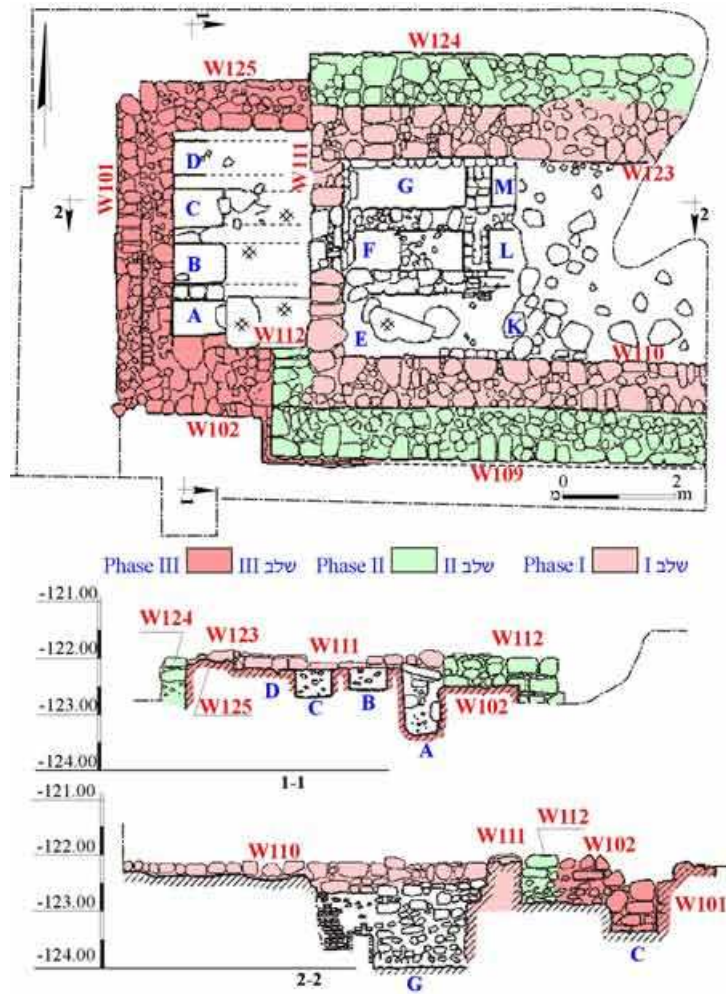 1
W124
W125
W111
W101
D
C
B
A
G
M
W123
2
2
F
L
E
K
W112
W110
W102
W109
1
0 2
מ m
Phase III שלב III Phase II שלב II Phase I שלב I
-121.00
-122.00
-123.00
-124.00
W124
W123
W111
W112
D
C
B
W125
W102
A
1-1
-121.00
-122.00
-123.00
-124.00
W110
W111
W112
W102
W101
C
G
2-2